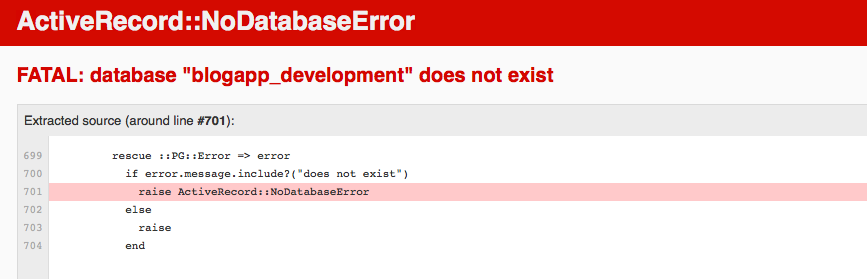 ActiveRecord::NoDatabaseError
FATAL: database "blogapp_development" does not exist
Extracted source (around line #701):
699 rescue ::PG::Error => error
700 if error.message.include?("does not exist")
701 raise ActiveRecord::NoDatabaseError
702 else
703 raise
704 end